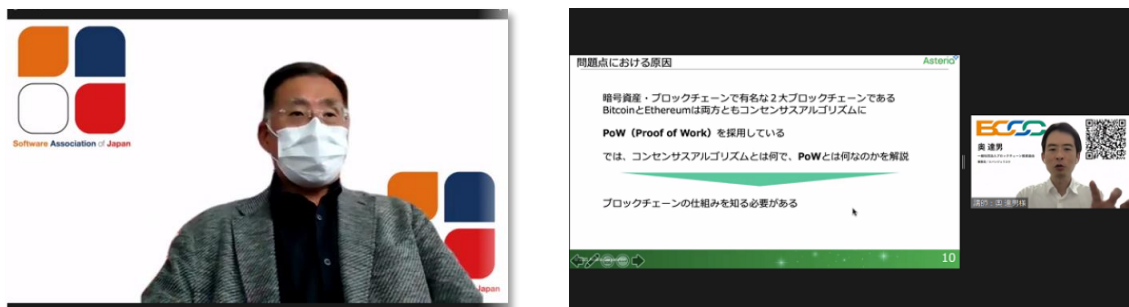 Software Association of Japan
Japan
問題点における原因
Asteria
暗号資産・ブロックチェーンで有名な２大ブロックチェーンである
BitcoinとEthereumは両方ともコンセンサスアルゴリズムに
PoW（Proof of Work）を採用している
では、コンセンサスアルゴリズムとは何で、PoWとは何なのかを解説
ブロックチェーンの仕組みを知る必要がある
10
BCCC
奥 達男
講師：奥 達男様